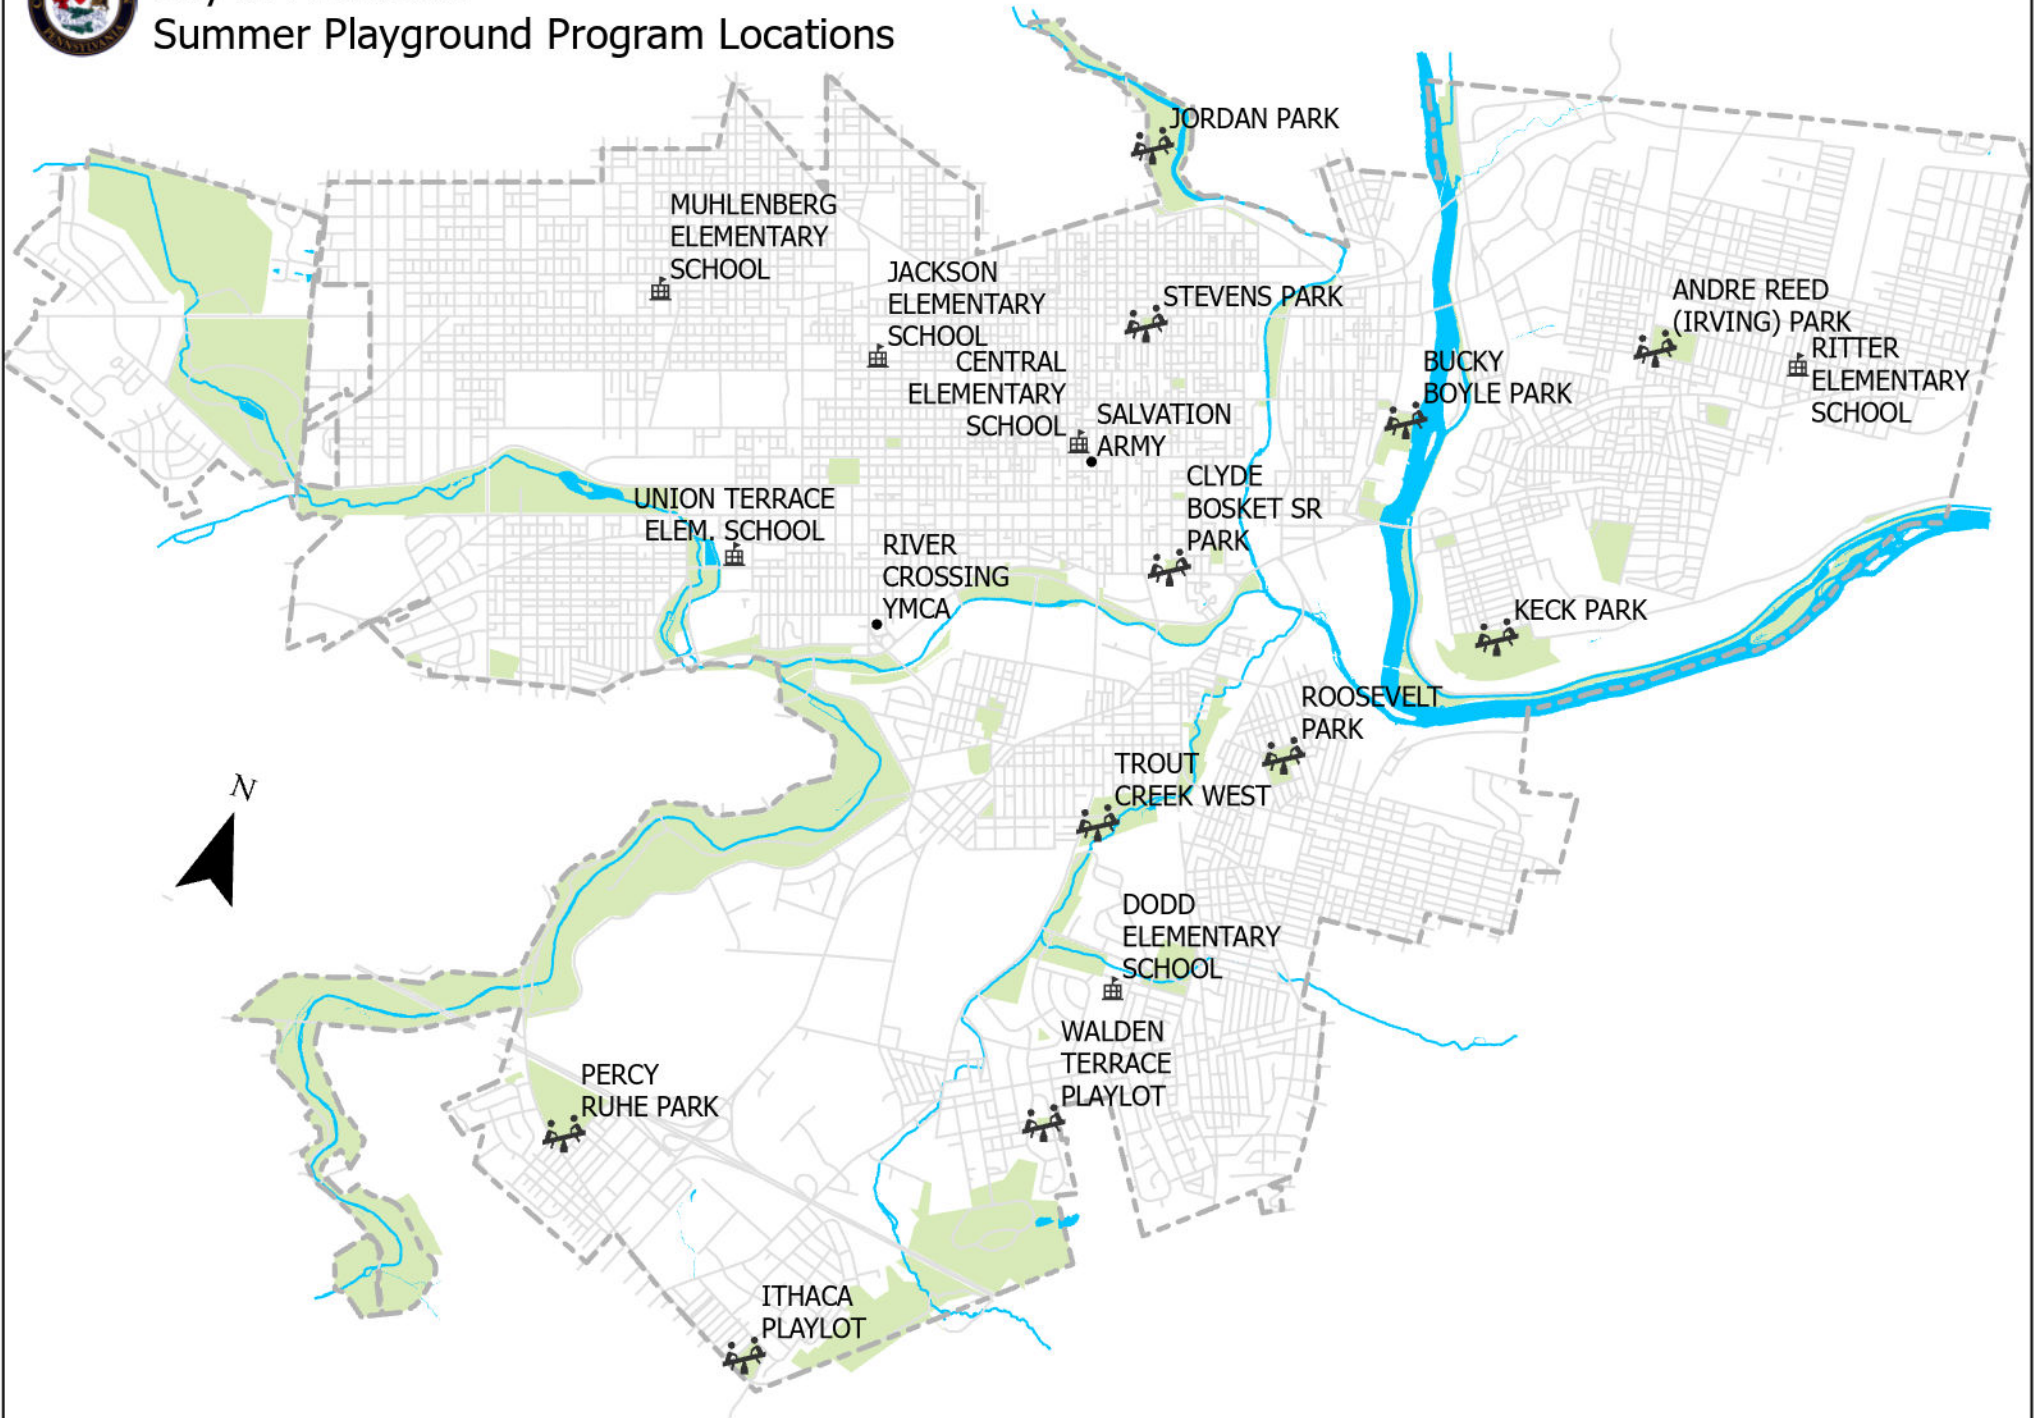 PENNSYLVANIA
Summer Playground Program Locations
JORDAN PARK
MUHLENBERG
ELEMENTARY
SCHOOL
JACKSON
ELEMENTARY
SCHOOL
STEVENS PARK
ANDRE REED
(IRVING) PARK
RITTER
ELEMENTARY
SCHOOL
CENTRAL
ELEMENTARY
SCHOOL
BUCKY
BOYLE PARK
SALVATION
ARMY
CLYDE
BOSKET SR
PARK
UNION TERRACE
ELEM. SCHOOL
RIVER
CROSSING
YMCA
KECK PARK
ROOSEVELT
PARK
TROUT
CREEK WEST
N
DODD
ELEMENTARY
SCHOOL
WALDEN
TERRACE
PLAYLOT
PERCY
RUHE PARK
ITHACA
PLAYLOT